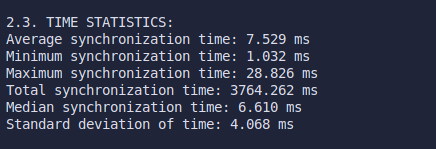 2.3. TIME STATISTICS:
Average synchronization time: 7.529 ms
Minimum synchronization time: 1.032 ms
Maximum synchronization time: 28.826 ms
Total synchronization time: 3764.262 ms
Median synchronization time: 6.610 ms
Standard deviation of time: 4.068 ms